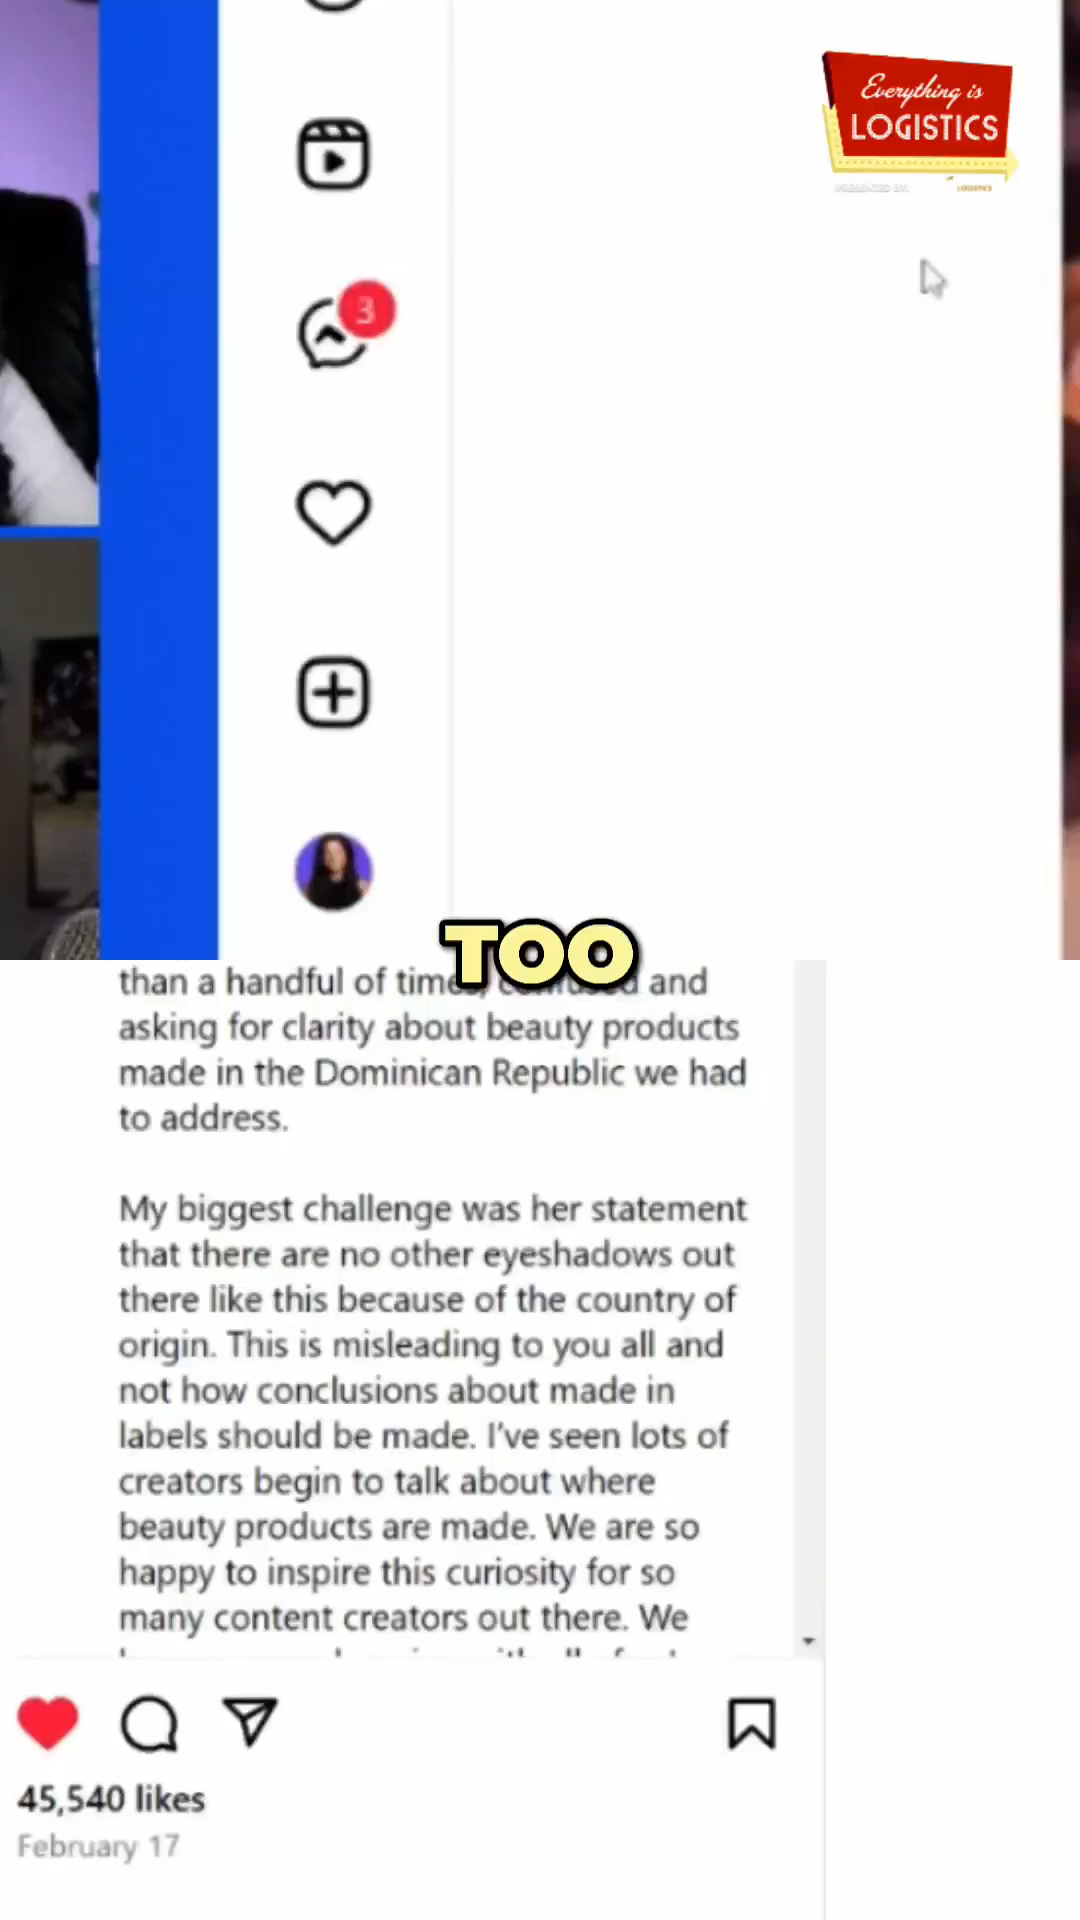 Everything is
LOGISTICS
PRESENTED BY:
LOGISTICS
3
TOO
than a handful of times, confused and
asking for clarity about beauty products
made in the Dominican Republic we had
to address.
My biggest challenge was her statement
that there are no other eyeshadows out
there like this because of the country of
origin. This is misleading to you all and
not how conclusions about made in
labels should be made. I've seen lots of
creators begin to talk about where
beauty products are made. We are so
happy to inspire this curiosity for so
many content creators out there. We
45,540 likes
February 17